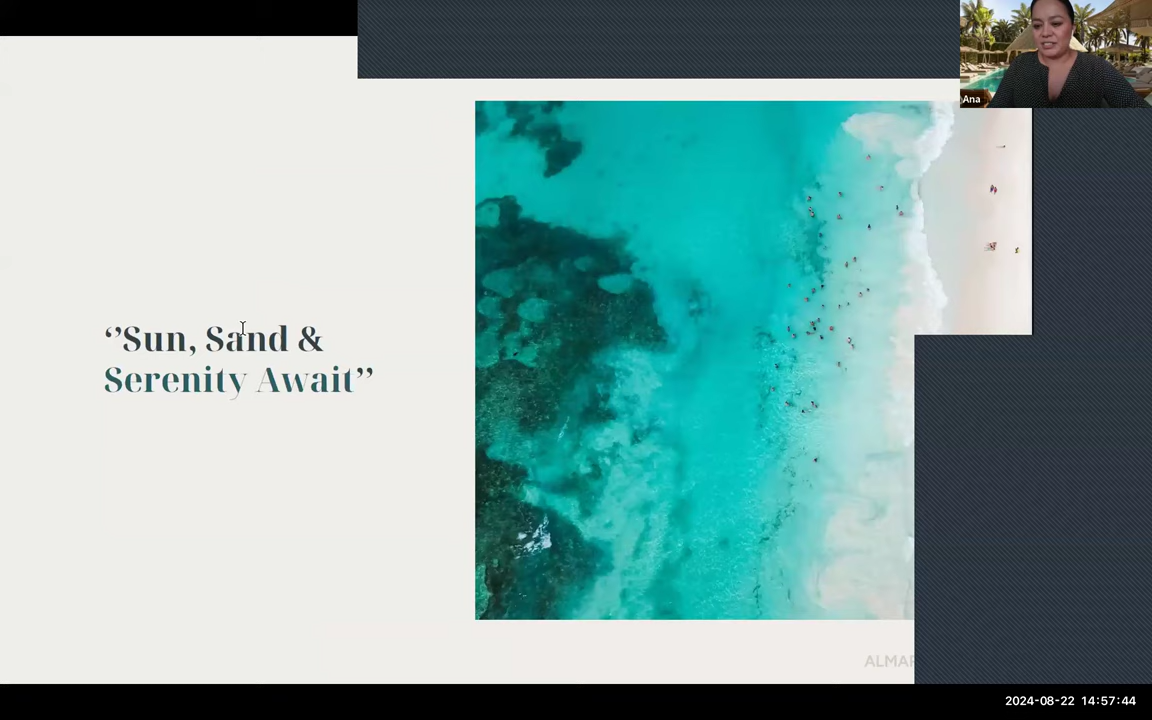 Ana
‘’Sun, Sand &
Serenity Await’’
2024-08-22 14:57:44